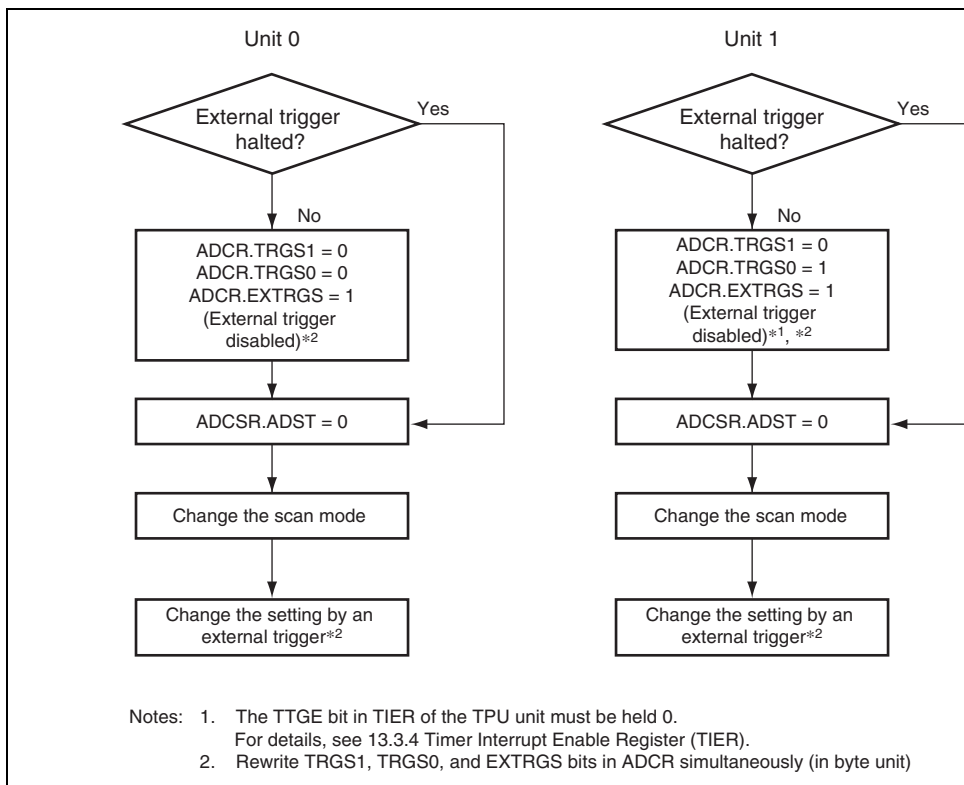 Unit 0
External trigger
halted?
Yes
No
ADCR.TRGS1 = 0
ADCR.TRGS0 = 0
ADCR.EXTRGS = 1
(External trigger
disabled)*2
ADCSR.ADST = 0
Change the scan mode
Change the setting by an
external trigger*2
Unit 1
External trigger
halted?
Yes
No
ADCR.TRGS1 = 0
ADCR.TRGS0 = 1
ADCR.EXTRGS = 1
(External trigger
disabled)*1, *2
ADCSR.ADST = 0
Change the scan mode
Change the setting by an
external trigger*2
Notes: 1. The TTGE bit in TIER of the TPU unit must be held 0.
For details, see 13.3.4 Timer Interrupt Enable Register (TIER).
2. Rewrite TRGS1, TRGS0, and EXTRGS bits in ADCR simultaneously (in byte unit)